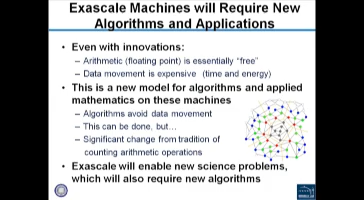 Exascale Machines will Require New
Algorithms and Applications
• Even with innovations:
– Arithmetic (floating point) is essentially “free”
– Data movement is expensive (time and energy)
• This is a new model for algorithms and applied
mathematics on these machines
– Algorithms avoid data movement
– This can be done, but...
– Significant change from tradition of
counting arithmetic operations
• Exascale will enable new science problems,
which will also require new algorithms